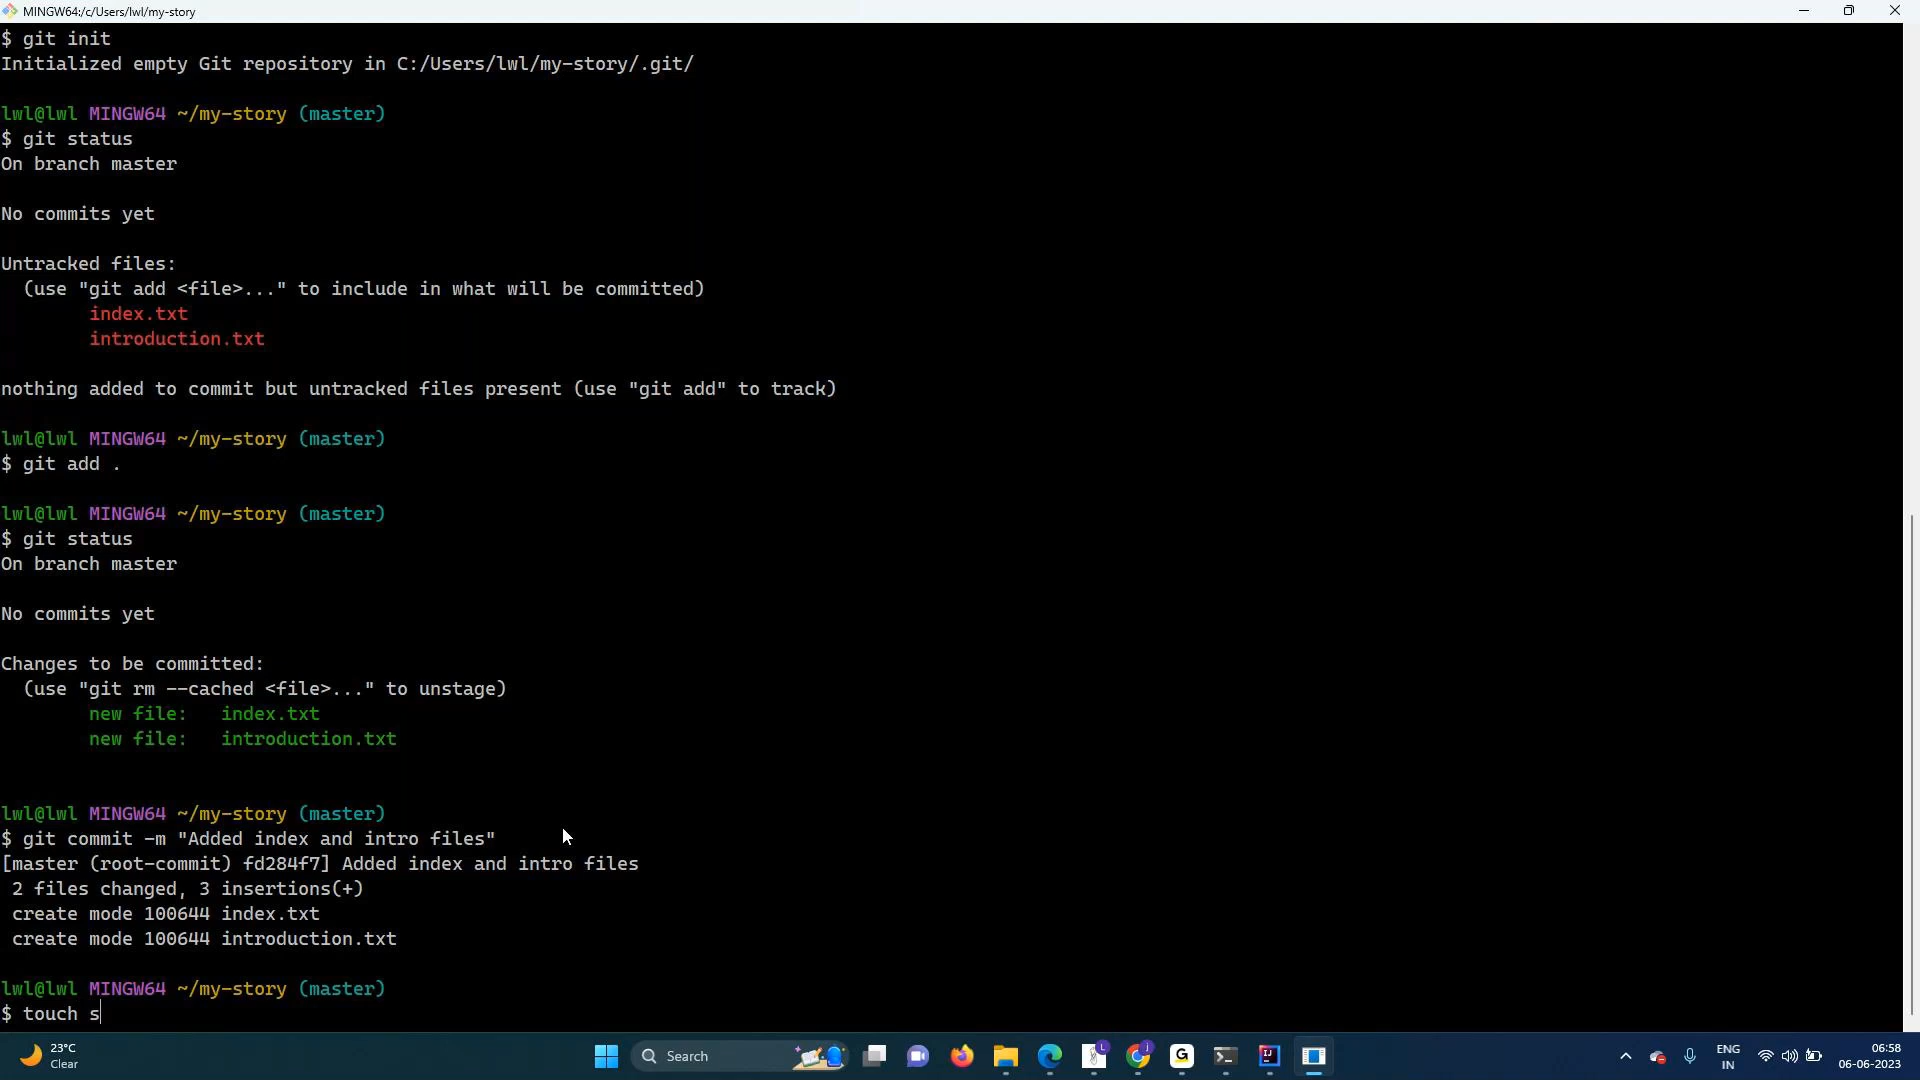 MINGW64:/c/Users/lwl/my-story
$ git init
Initialized empty Git repository in C:/Users/lwl/my-story/.git/
lwl@lwl MINGW64 ~/my-story (master)
$ git status
On branch master
No commits yet
Untracked files:
  (use "git add <file>..." to include in what will be committed)
        index.txt
        introduction.txt
nothing added to commit but untracked files present (use "git add" to track)
lwl@lwl MINGW64 ~/my-story (master)
$ git add .
lwl@lwl MINGW64 ~/my-story (master)
$ git status
On branch master
No commits yet
Changes to be committed:
  (use "git rm --cached <file>..." to unstage)
        new file:   index.txt
        new file:   introduction.txt
lwl@lwl MINGW64 ~/my-story (master)
$ git commit -m "Added index and intro files"
[master (root-commit) fd284f7] Added index and intro files
 2 files changed, 3 insertions(+)
 create mode 100644 index.txt
 create mode 100644 introduction.txt
lwl@lwl MINGW64 ~/my-story (master)
$ touch s
23°C
Clear
Search
L
j
G
IJ
ENG
IN
06:58
06-06-2023